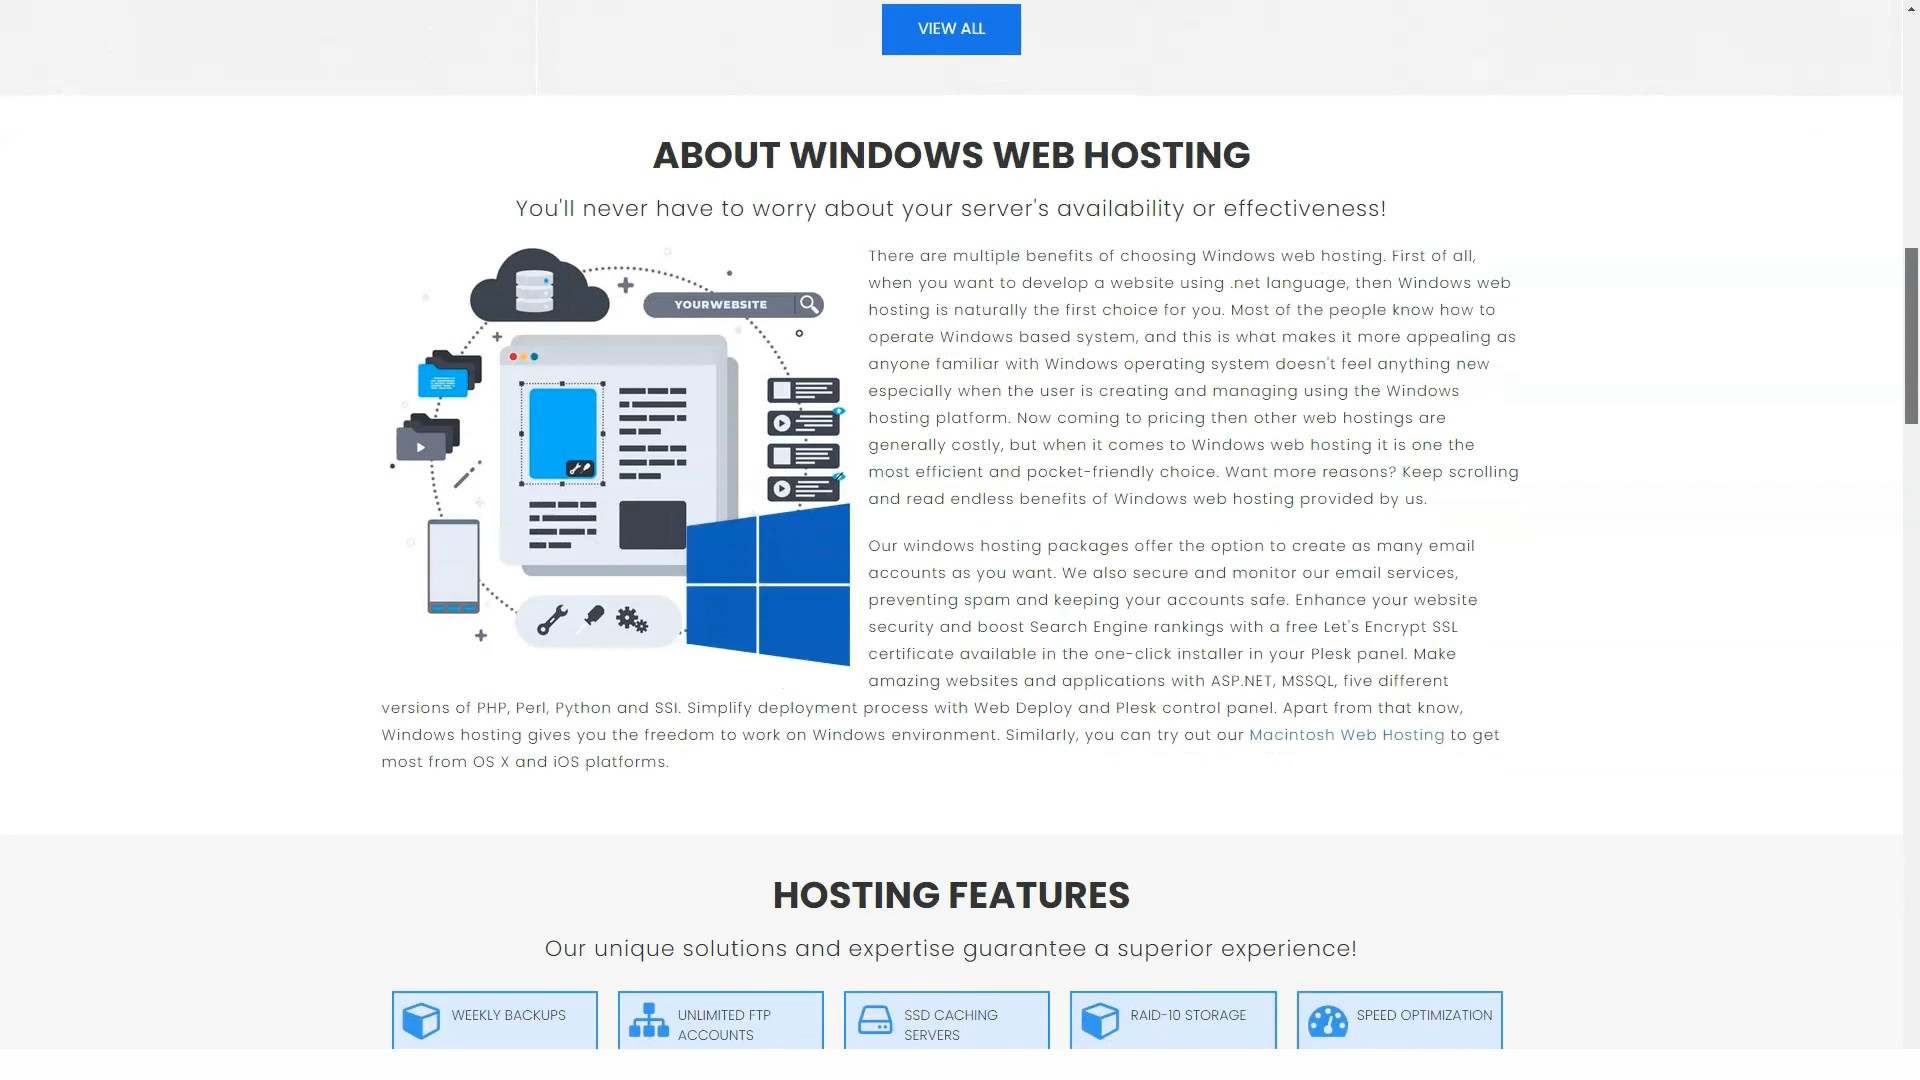 VIEW ALL
ABOUT WINDOWS WEB HOSTING
You'll never have to worry about your server's availability or effectiveness!
YOURWEBSITE
There are multiple benefits of choosing Windows web hosting. First of all,
when you want to develop a website using .net language, then Windows web
hosting is naturally the first choice for you. Most of the people know how to
operate Windows based system, and this is what makes it more appealing as
anyone familiar with Windows operating system doesn't feel anything new
especially when the user is creating and managing using the Windows
hosting platform. Now coming to pricing then other web hostings are
generally costly, but when it comes to Windows web hosting it is one the
most efficient and pocket-friendly choice. Want more reasons? Keep scrolling
and read endless benefits of Windows web hosting provided by us.
Our windows hosting packages offer the option to create as many email
accounts as you want. We also secure and monitor our email services,
preventing spam and keeping your accounts safe. Enhance your website
security and boost Search Engine rankings with a free Let's Encrypt SSL
certificate available in the one-click installer in your Plesk panel. Make
amazing websites and applications with ASP.NET, MSSQL, five different
versions of PHP, Perl, Python and SSI. Simplify deployment process with Web Deploy and Plesk control panel. Apart from that know,
Windows hosting gives you the freedom to work on Windows environment. Similarly, you can try out our Macintosh Web Hosting to get
most from OS X and iOS platforms.
HOSTING FEATURES
Our unique solutions and expertise guarantee a superior experience!
WEEKLY BACKUPS
UNLIMITED FTP
ACCOUNTS
SSD CACHING
SERVERS
RAID-10 STORAGE
SPEED OPTIMIZATION